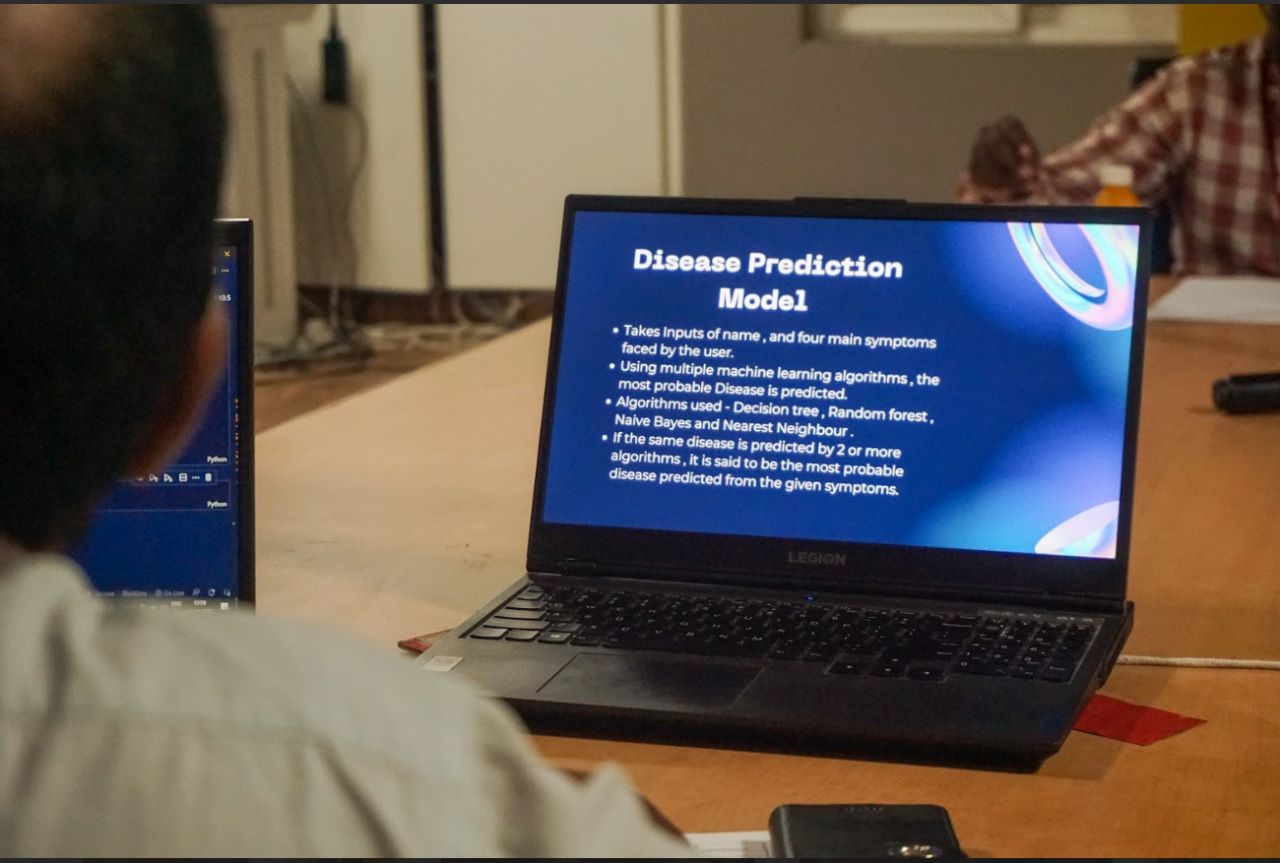 Disease Prediction
Model
• Takes Inputs of name , and four main symptoms
faced by the user.
• Using multiple machine learning algorithms , the
most probable Disease is predicted.
• Algorithms used - Decision tree , Random forest ,
Naive Bayes and Nearest Neighbour .
• If the same disease is predicted by 2 or more
algorithms , it is said to be the most probable
disease predicted from the given symptoms.
LEGION
Python
Python
Go Live
ENG